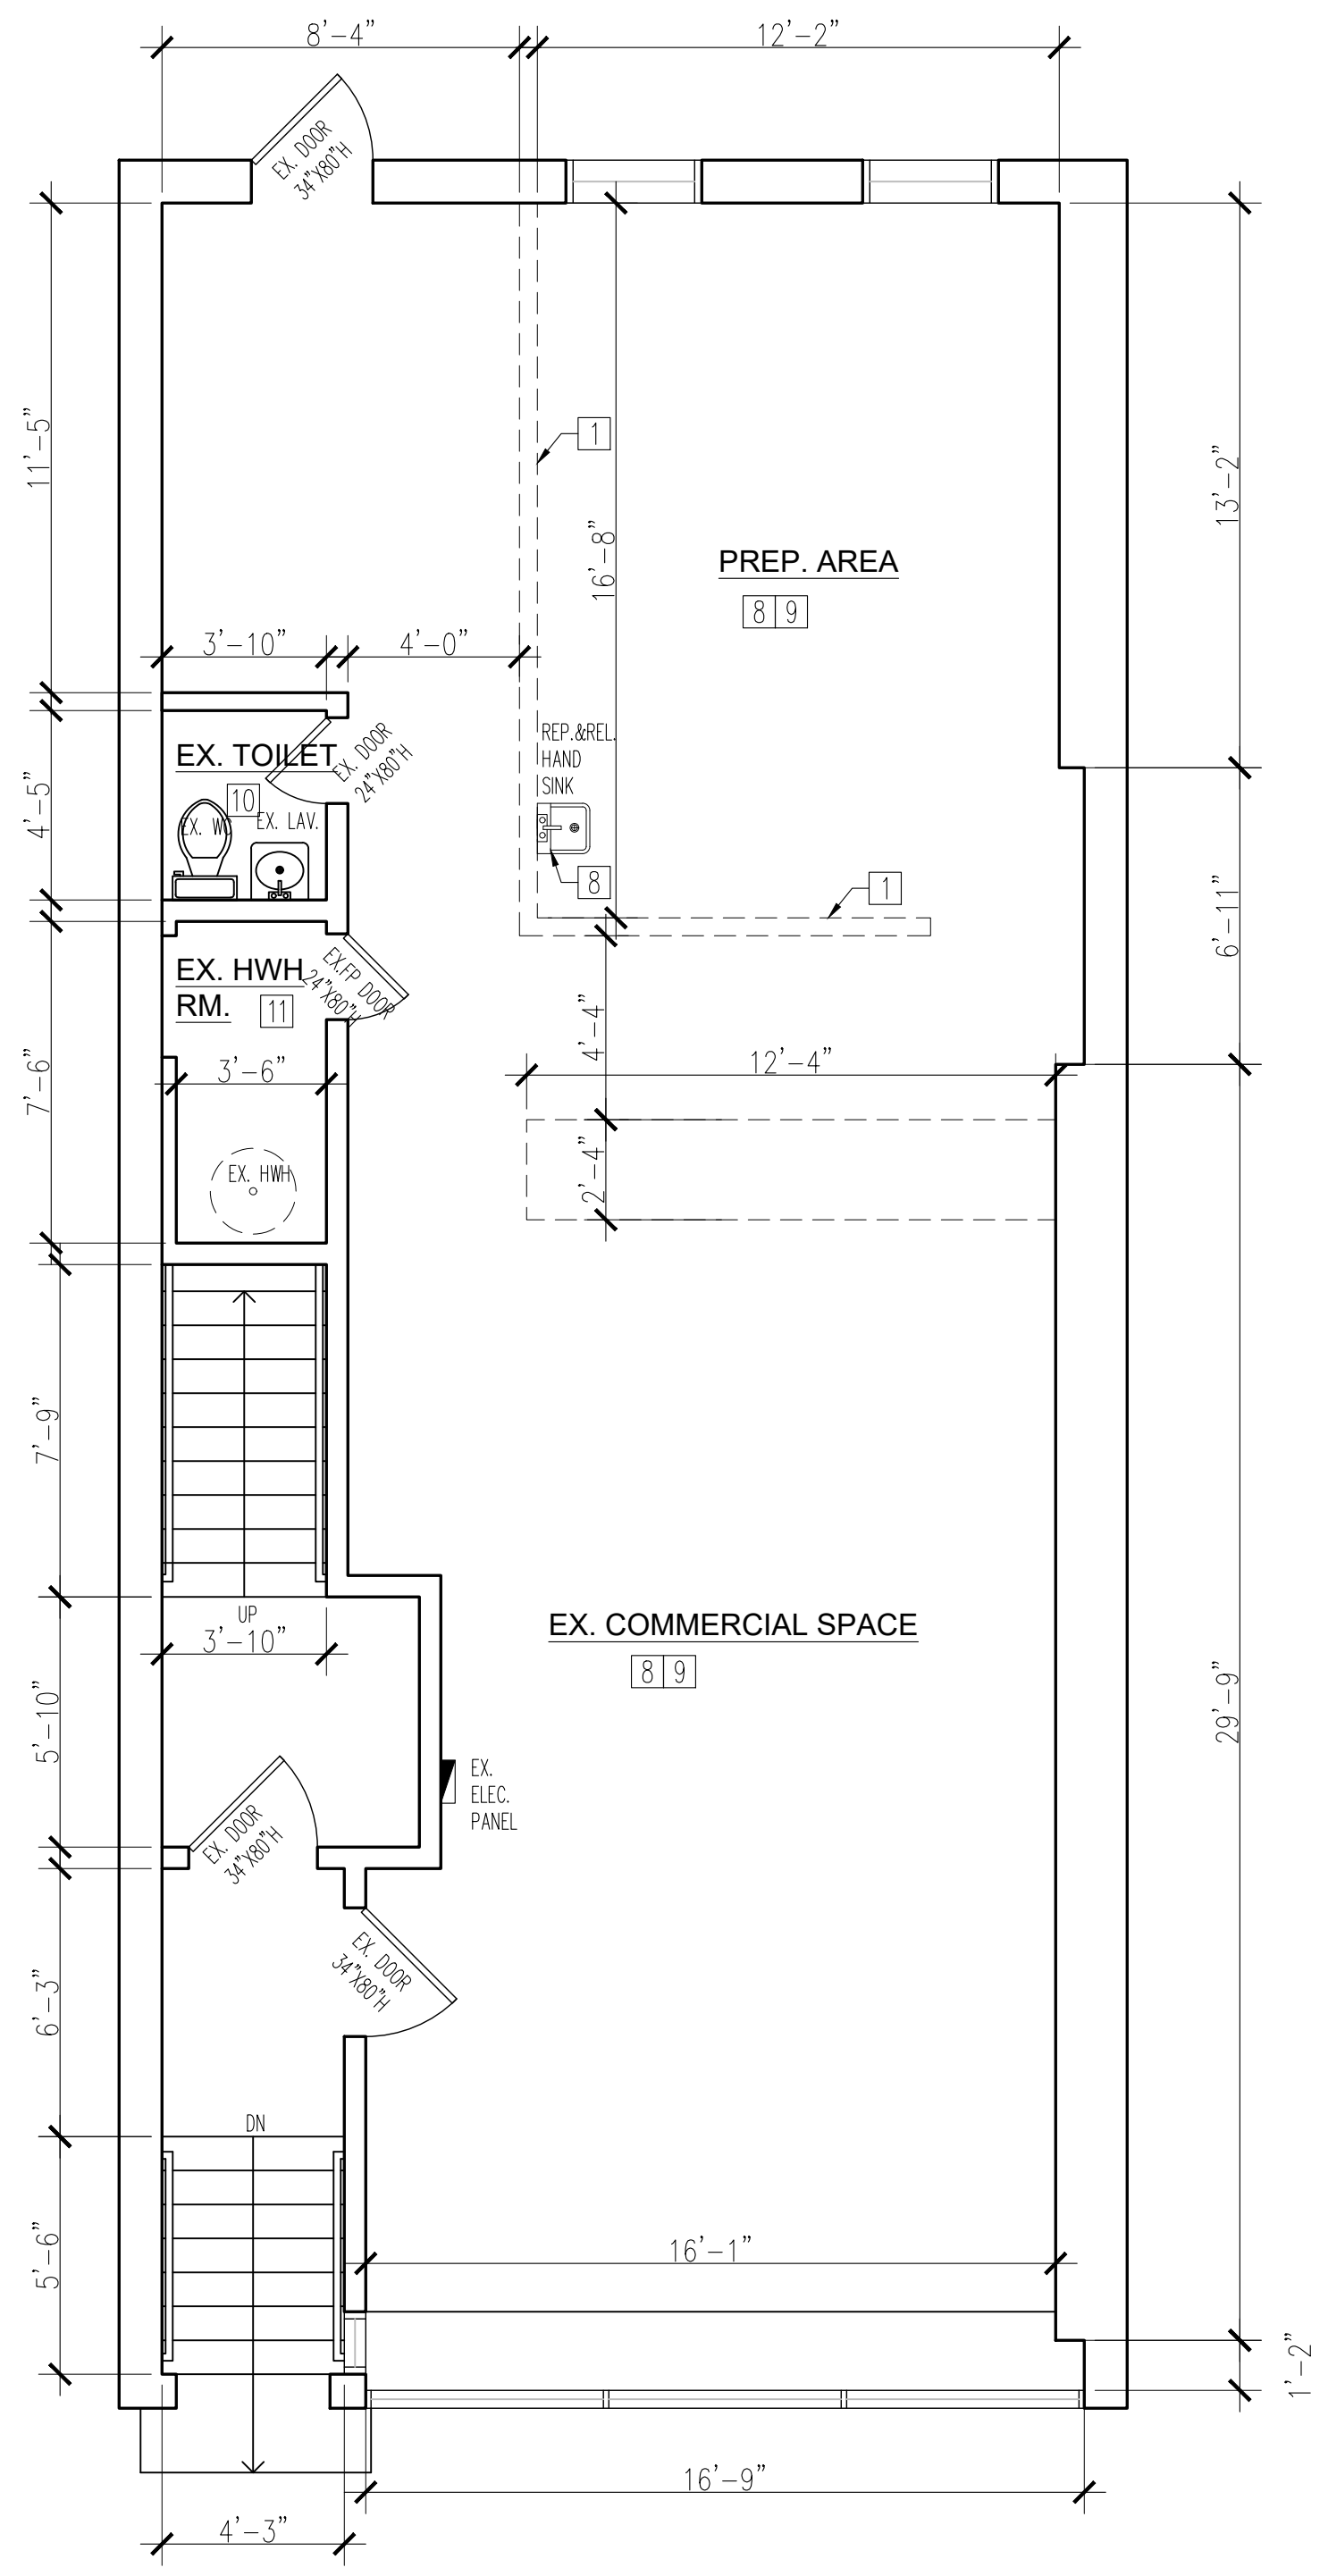 8'-4"
12'-2"
EX. DOOR
34"X80"H
11'-5"
1
13'-2"
16'-8"
PREP. AREA
8 9
3'-10"
4'-0"
REP.&REL.
HAND
SINK
EX. DOOR
24"X80"H
EX. TOILET
10
4'-5"
EX. WC
EX. LAV.
8
1
6'-11"
EX. HWH
RM.
11
EX.FP DOOR
24"X80"H
4'-4"
7'-6"
3'-6"
12'-4"
2'-4"
EX. HWH
7'-9"
UP
3'-10"
EX. COMMERCIAL SPACE
8 9
29'-9"
5'-10"
EX.
ELEC.
PANEL
EX. DOOR
34"X80"H
EX. DOOR
34"X80"H
6'-3"
DN
5'-6"
16'-1"
1'-2"
16'-9"
4'-3"